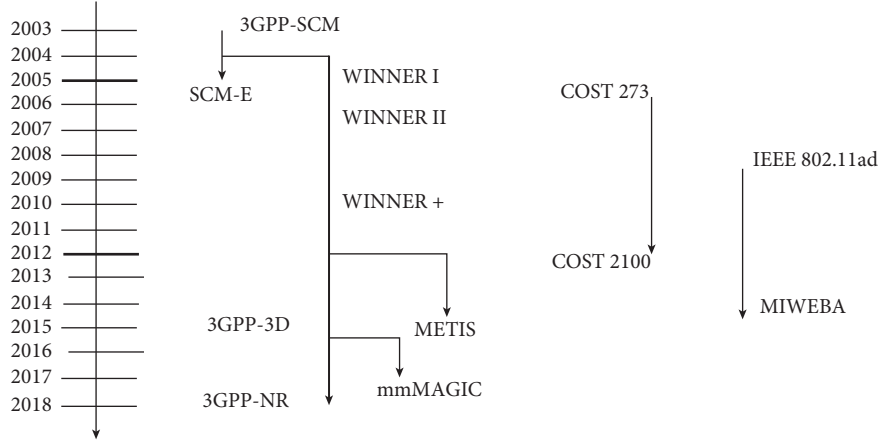 2003
2004
2005
2006
2007
2008
2009
2010
2011
2012
2013
2014
2015
2016
2017
2018
3GPP-SCM
SCM-E
WINNER I
WINNER II
WINNER +
METIS
3GPP-3D
mmMAGIC
3GPP-NR
COST 273
COST 2100
IEEE 802.11ad
MIWEBA